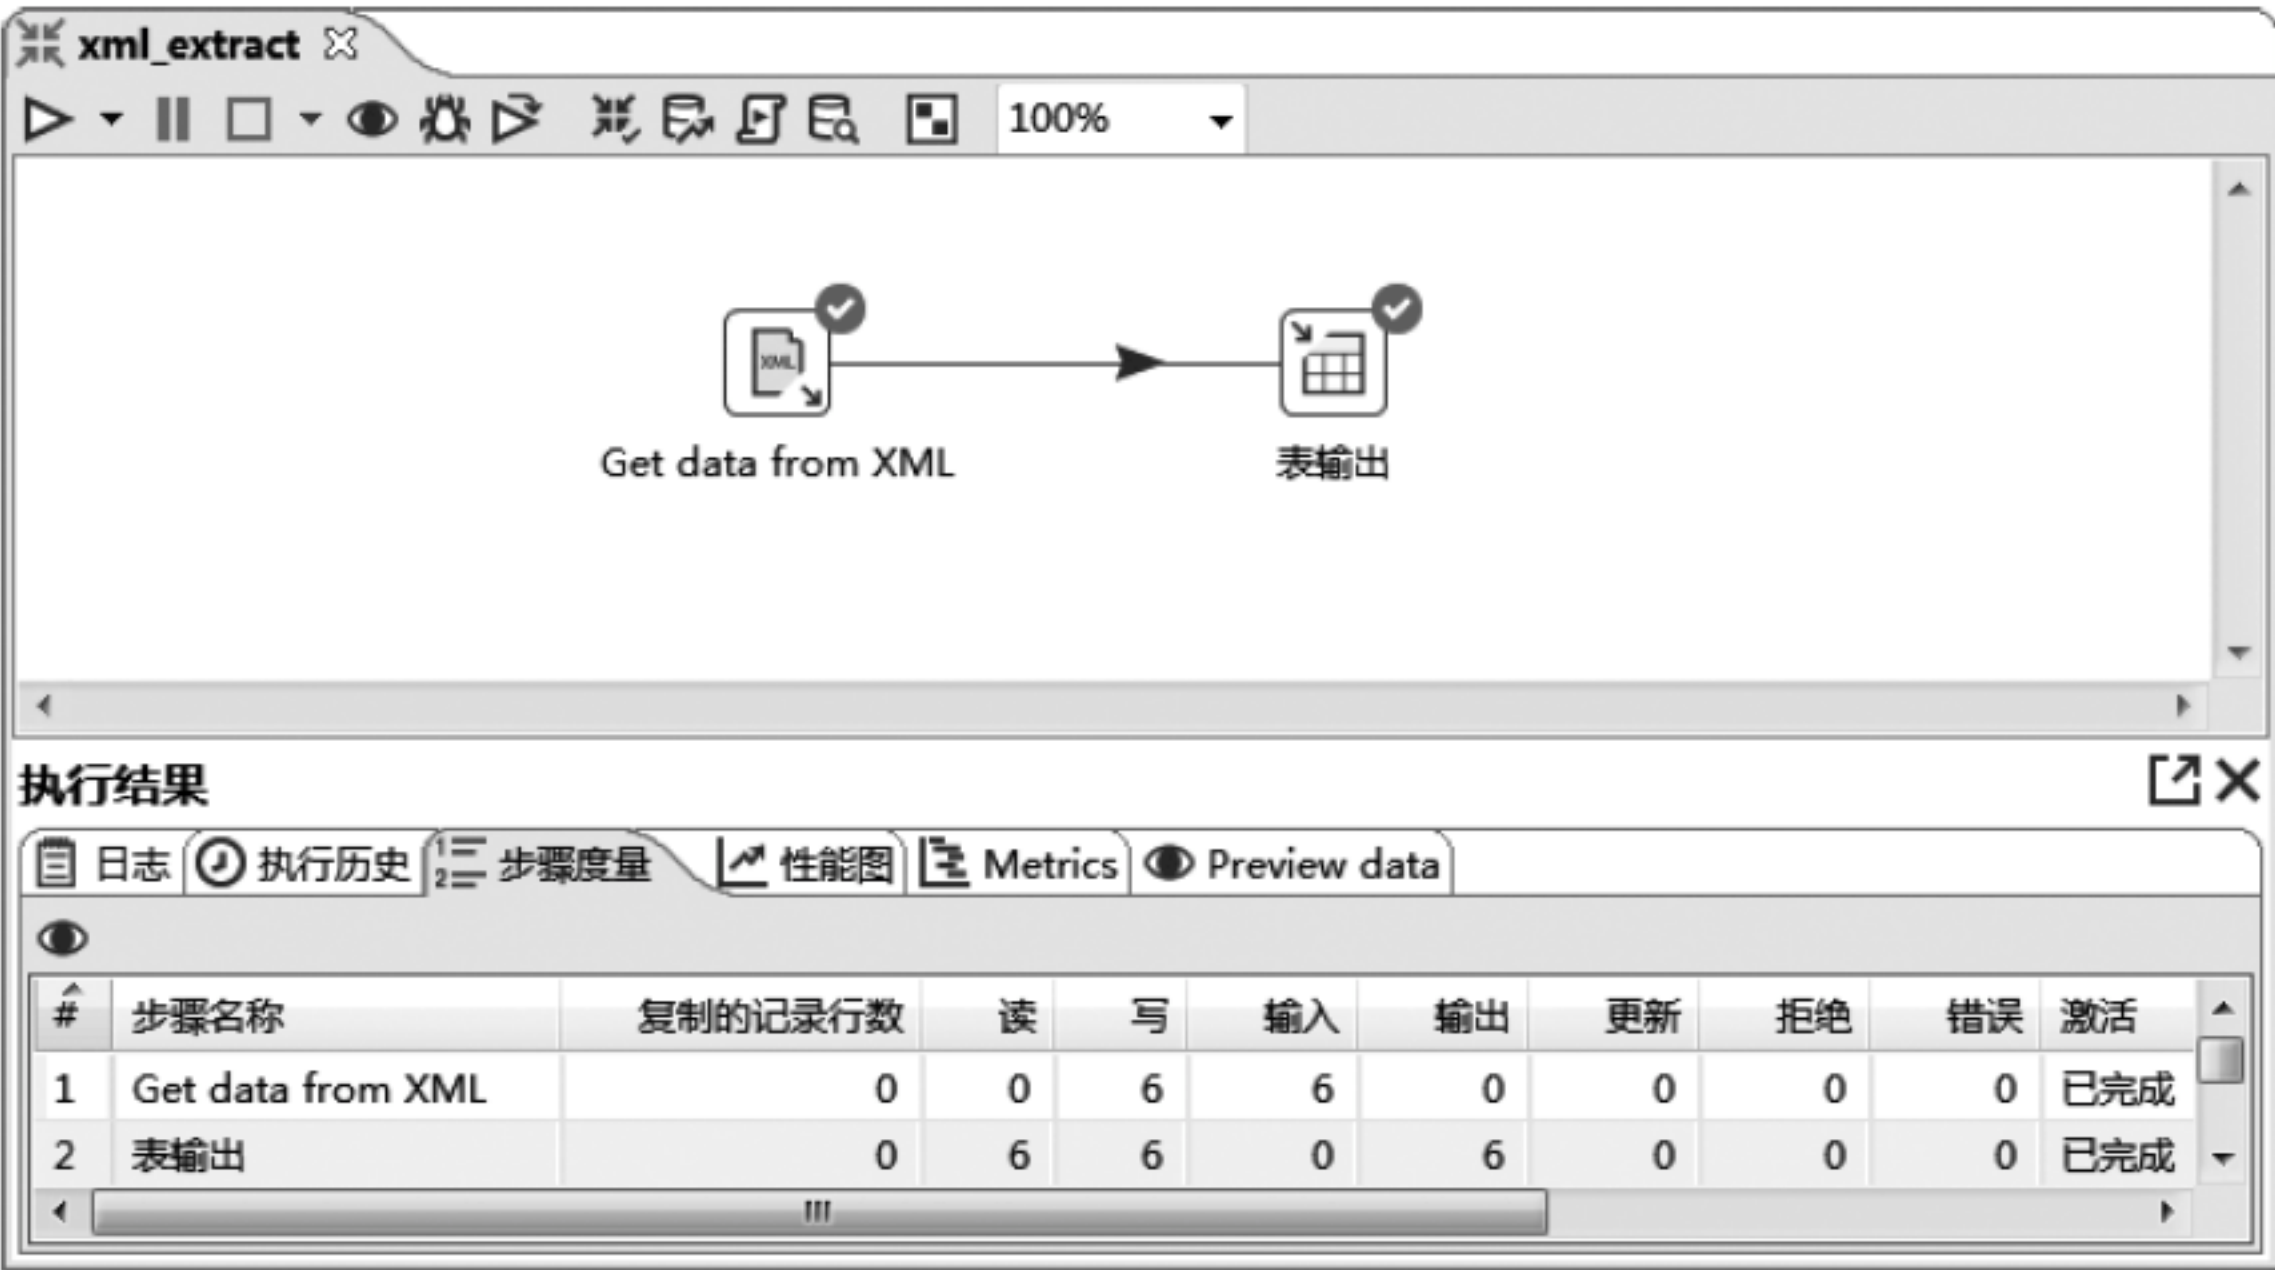 xml_extract
100%
XML
Get data from XML 表输出
执行结果
日志 执行历史 步骤度量 性能图 Metrics Preview data
# 步骤名称 复制的记录行数 读 写 输入 输出 更新 拒绝 错误 激活
1 Get data from XML 0 0 6 6 0 0 0 0 已完成
2 表输出 0 6 6 0 6 0 0 0 已完成